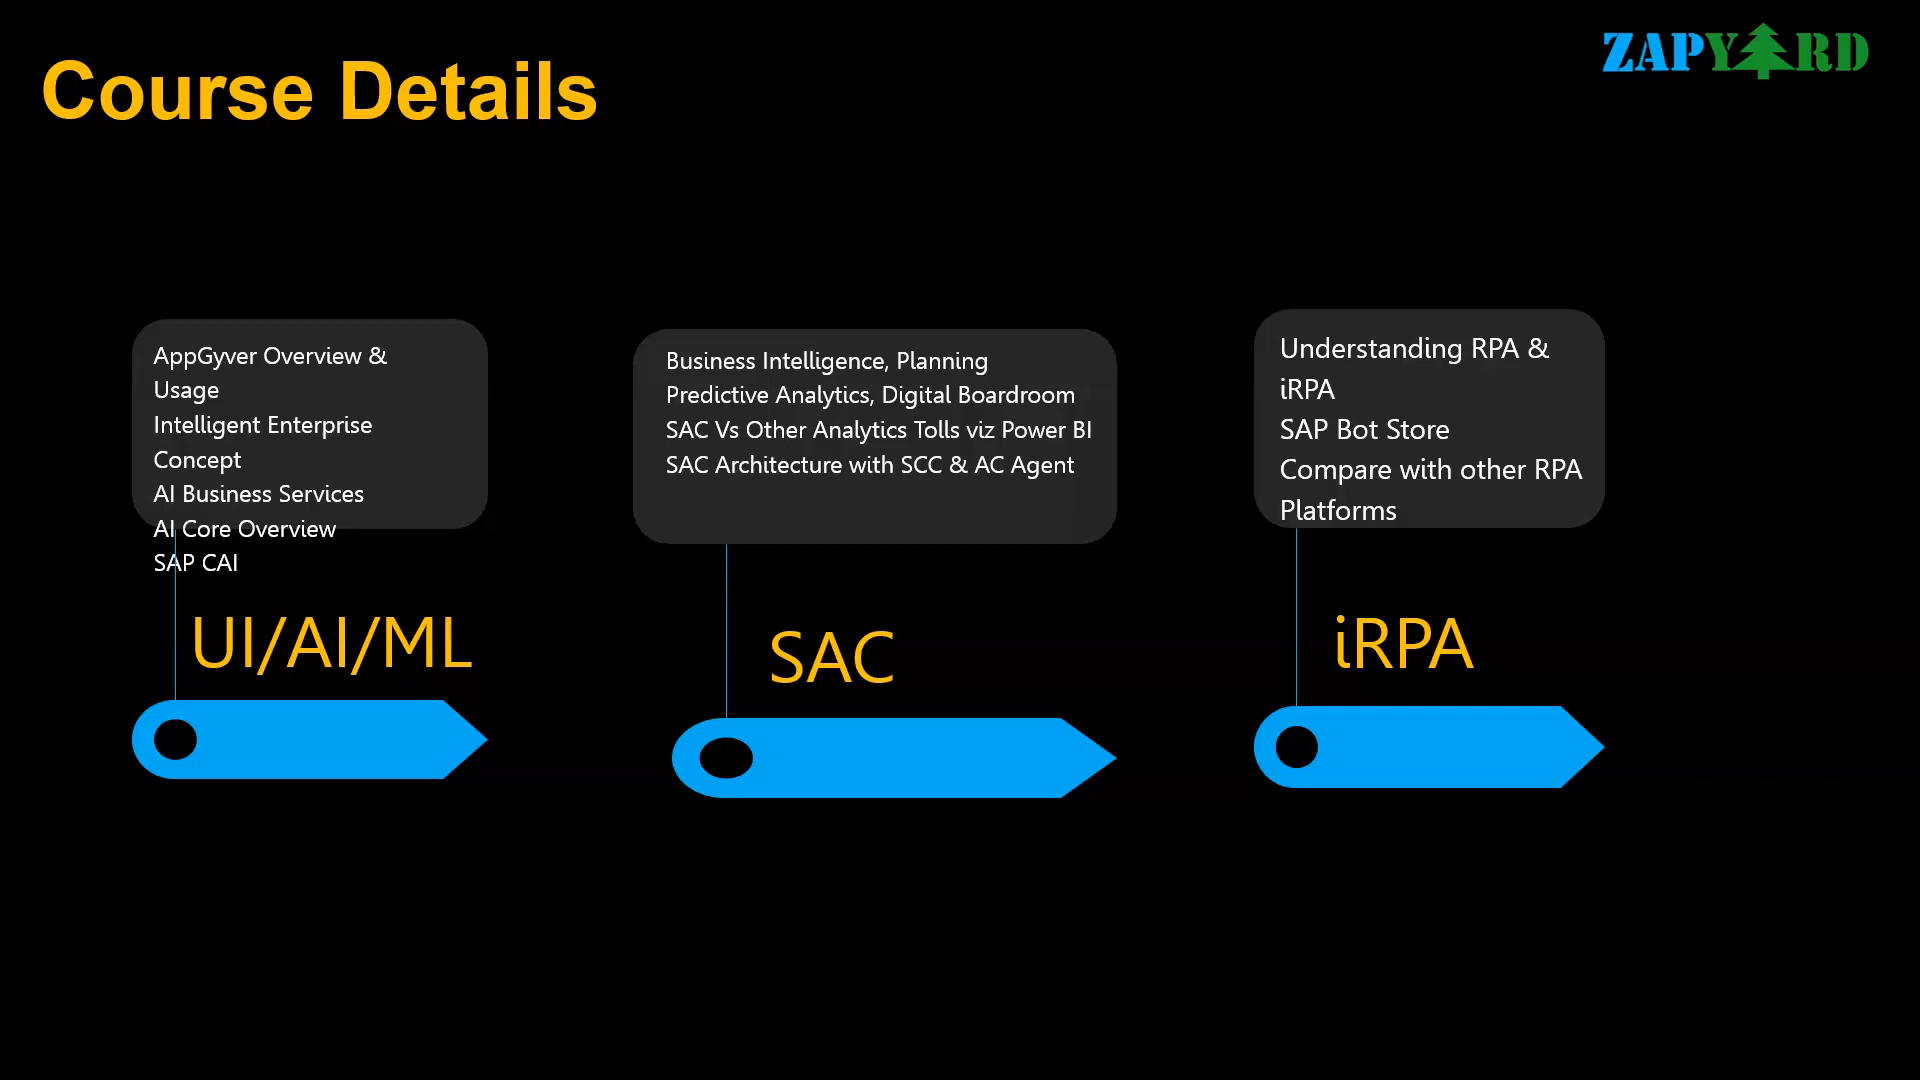 Course Details
ZAPYARD
AppGyver Overview &
Usage
Intelligent Enterprise
Concept
AI Business Services
AI Core Overview
SAP CAI
UI/AI/ML
Business Intelligence, Planning
Predictive Analytics, Digital Boardroom
SAC Vs Other Analytics Tolls viz Power BI
SAC Architecture with SCC & AC Agent
SAC
Understanding RPA &
iRPA
SAP Bot Store
Compare with other RPA
Platforms
iRPA